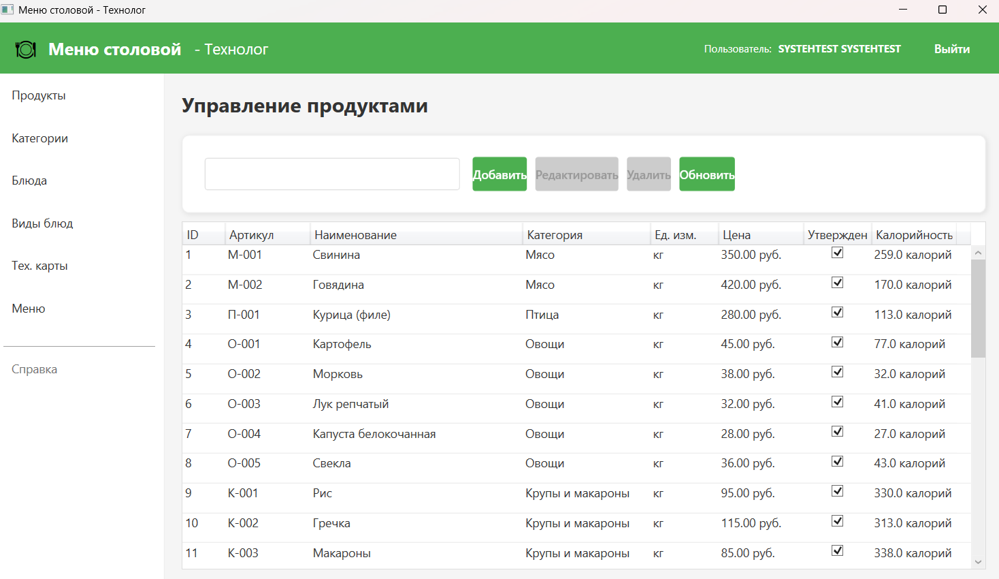 Меню столовой - Технолог
Меню столовой - Технолог Пользователь: SYSTEHTEST SYSTEHTEST Выйти
Продукты
Категории
Блюда
Виды блюд
Тех. карты
Меню
Справка
Управление продуктами
Добавить Редактировать Удалить Обновить
ID Артикул Наименование Категория Ед. изм. Цена Утвержден Калорийность
1 М-001 Свинина Мясо кг 350.00 руб. 259.0 калорий
2 М-002 Говядина Мясо кг 420.00 руб. 170.0 калорий
3 П-001 Курица (филе) Птица кг 280.00 руб. 113.0 калорий
4 О-001 Картофель Овощи кг 45.00 руб. 77.0 калорий
5 О-002 Морковь Овощи кг 38.00 руб. 32.0 калорий
6 О-003 Лук репчатый Овощи кг 32.00 руб. 41.0 калорий
7 О-004 Капуста белокочанная Овощи кг 28.00 руб. 27.0 калорий
8 О-005 Свекла Овощи кг 36.00 руб. 43.0 калорий
9 К-001 Рис Крупы и макароны кг 95.00 руб. 330.0 калорий
10 К-002 Гречка Крупы и макароны кг 115.00 руб. 313.0 калорий
11 К-003 Макароны Крупы и макароны кг 85.00 руб. 338.0 калорий